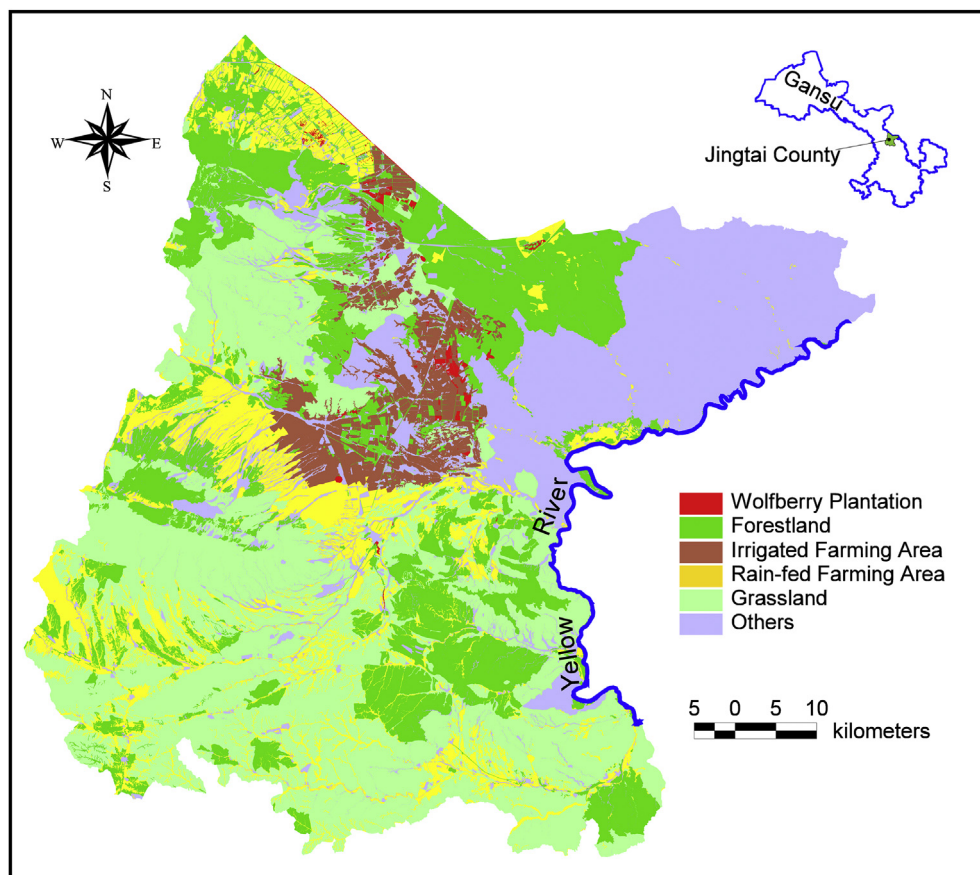 N
W E
S
Gansu
Jingtai County
River
Yellow
Wolfberry Plantation
Forestland
Irrigated Farming Area
Rain-fed Farming Area
Grassland
Others
5 0 5 10
kilometers